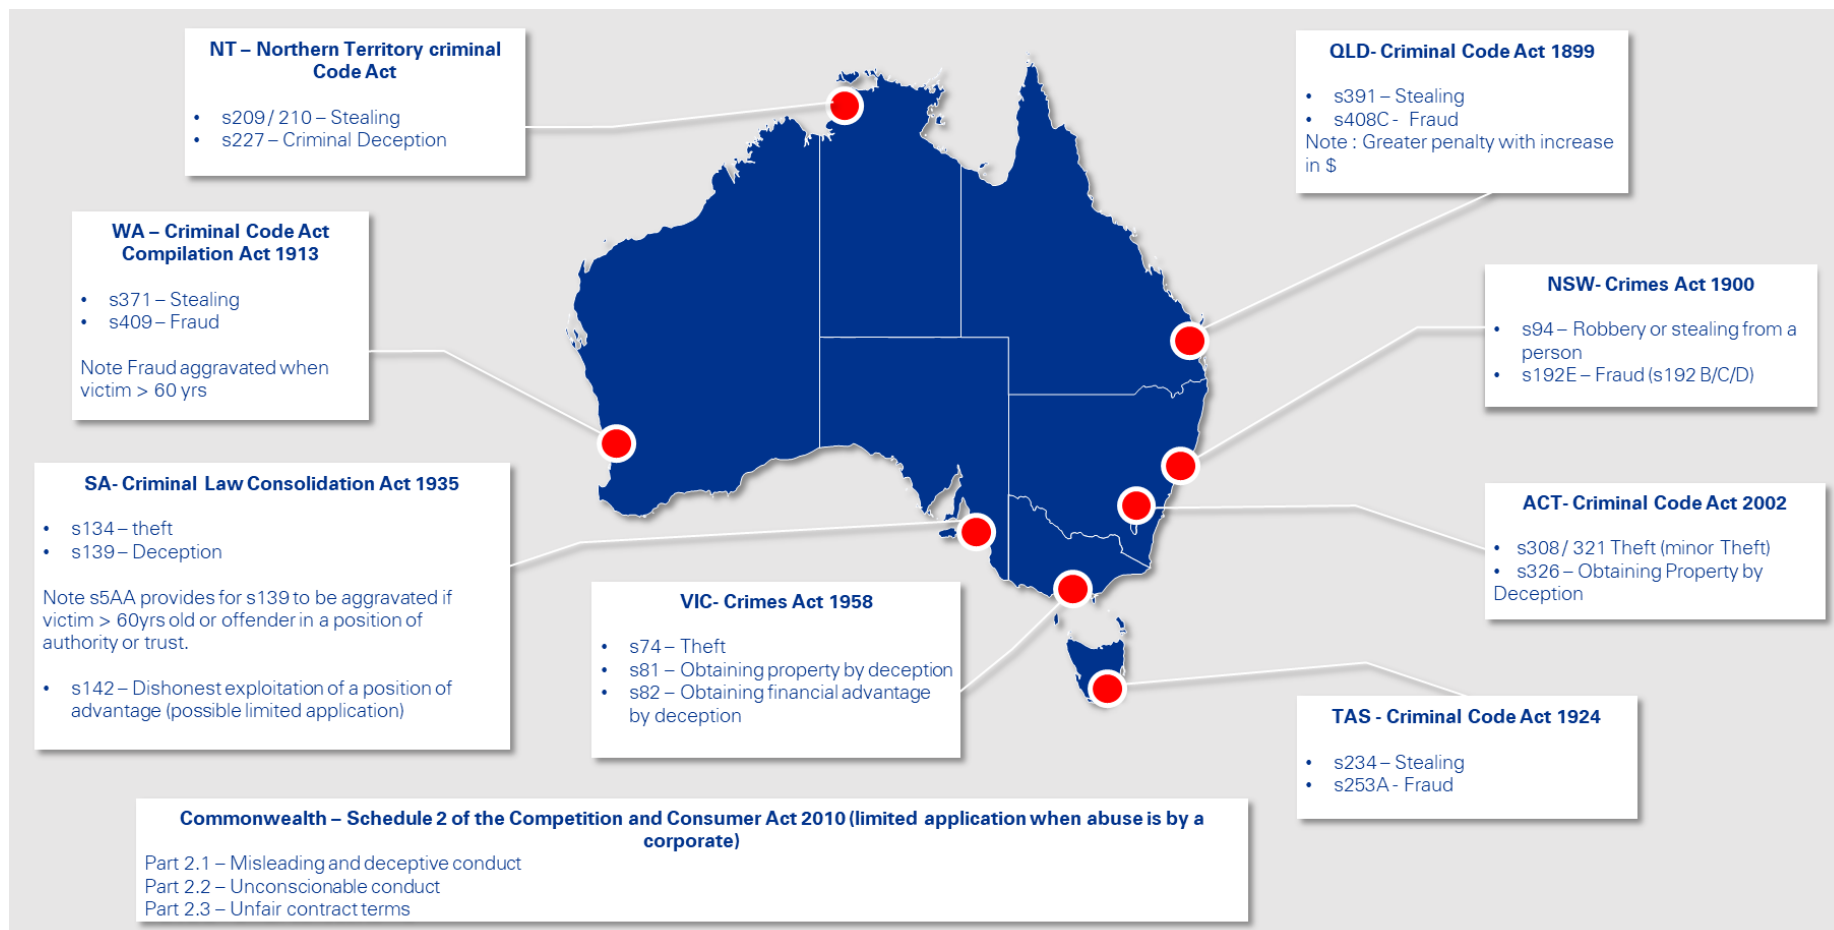 NT – Northern Territory criminal
Code Act
• s209 / 210 – Stealing
• s227 – Criminal Deception
QLD- Criminal Code Act 1899
• s391 – Stealing
• s408C - Fraud
Note : Greater penalty with increase
in $
WA – Criminal Code Act
Compilation Act 1913
• s371 – Stealing
• s409 – Fraud
Note Fraud aggravated when
victim > 60 yrs
NSW- Crimes Act 1900
• s94 – Robbery or stealing from a
person
• s192E – Fraud (s192 B/C/D)
SA- Criminal Law Consolidation Act 1935
• s134 – theft
• s139 – Deception
Note s5AA provides for s139 to be aggravated if
victim > 60yrs old or offender in a position of
authority or trust.
• s142 – Dishonest exploitation of a position of
advantage (possible limited application)
ACT- Criminal Code Act 2002
• s308 / 321 Theft (minor Theft)
• s326 – Obtaining Property by
Deception
VIC- Crimes Act 1958
• s74 – Theft
• s81 – Obtaining property by deception
• s82 – Obtaining financial advantage
by deception
TAS - Criminal Code Act 1924
• s234 – Stealing
• s253A - Fraud
Commonwealth – Schedule 2 of the Competition and Consumer Act 2010 (limited application when abuse is by a
corporate)
Part 2.1 – Misleading and deceptive conduct
Part 2.2 – Unconscionable conduct
Part 2.3 – Unfair contract terms